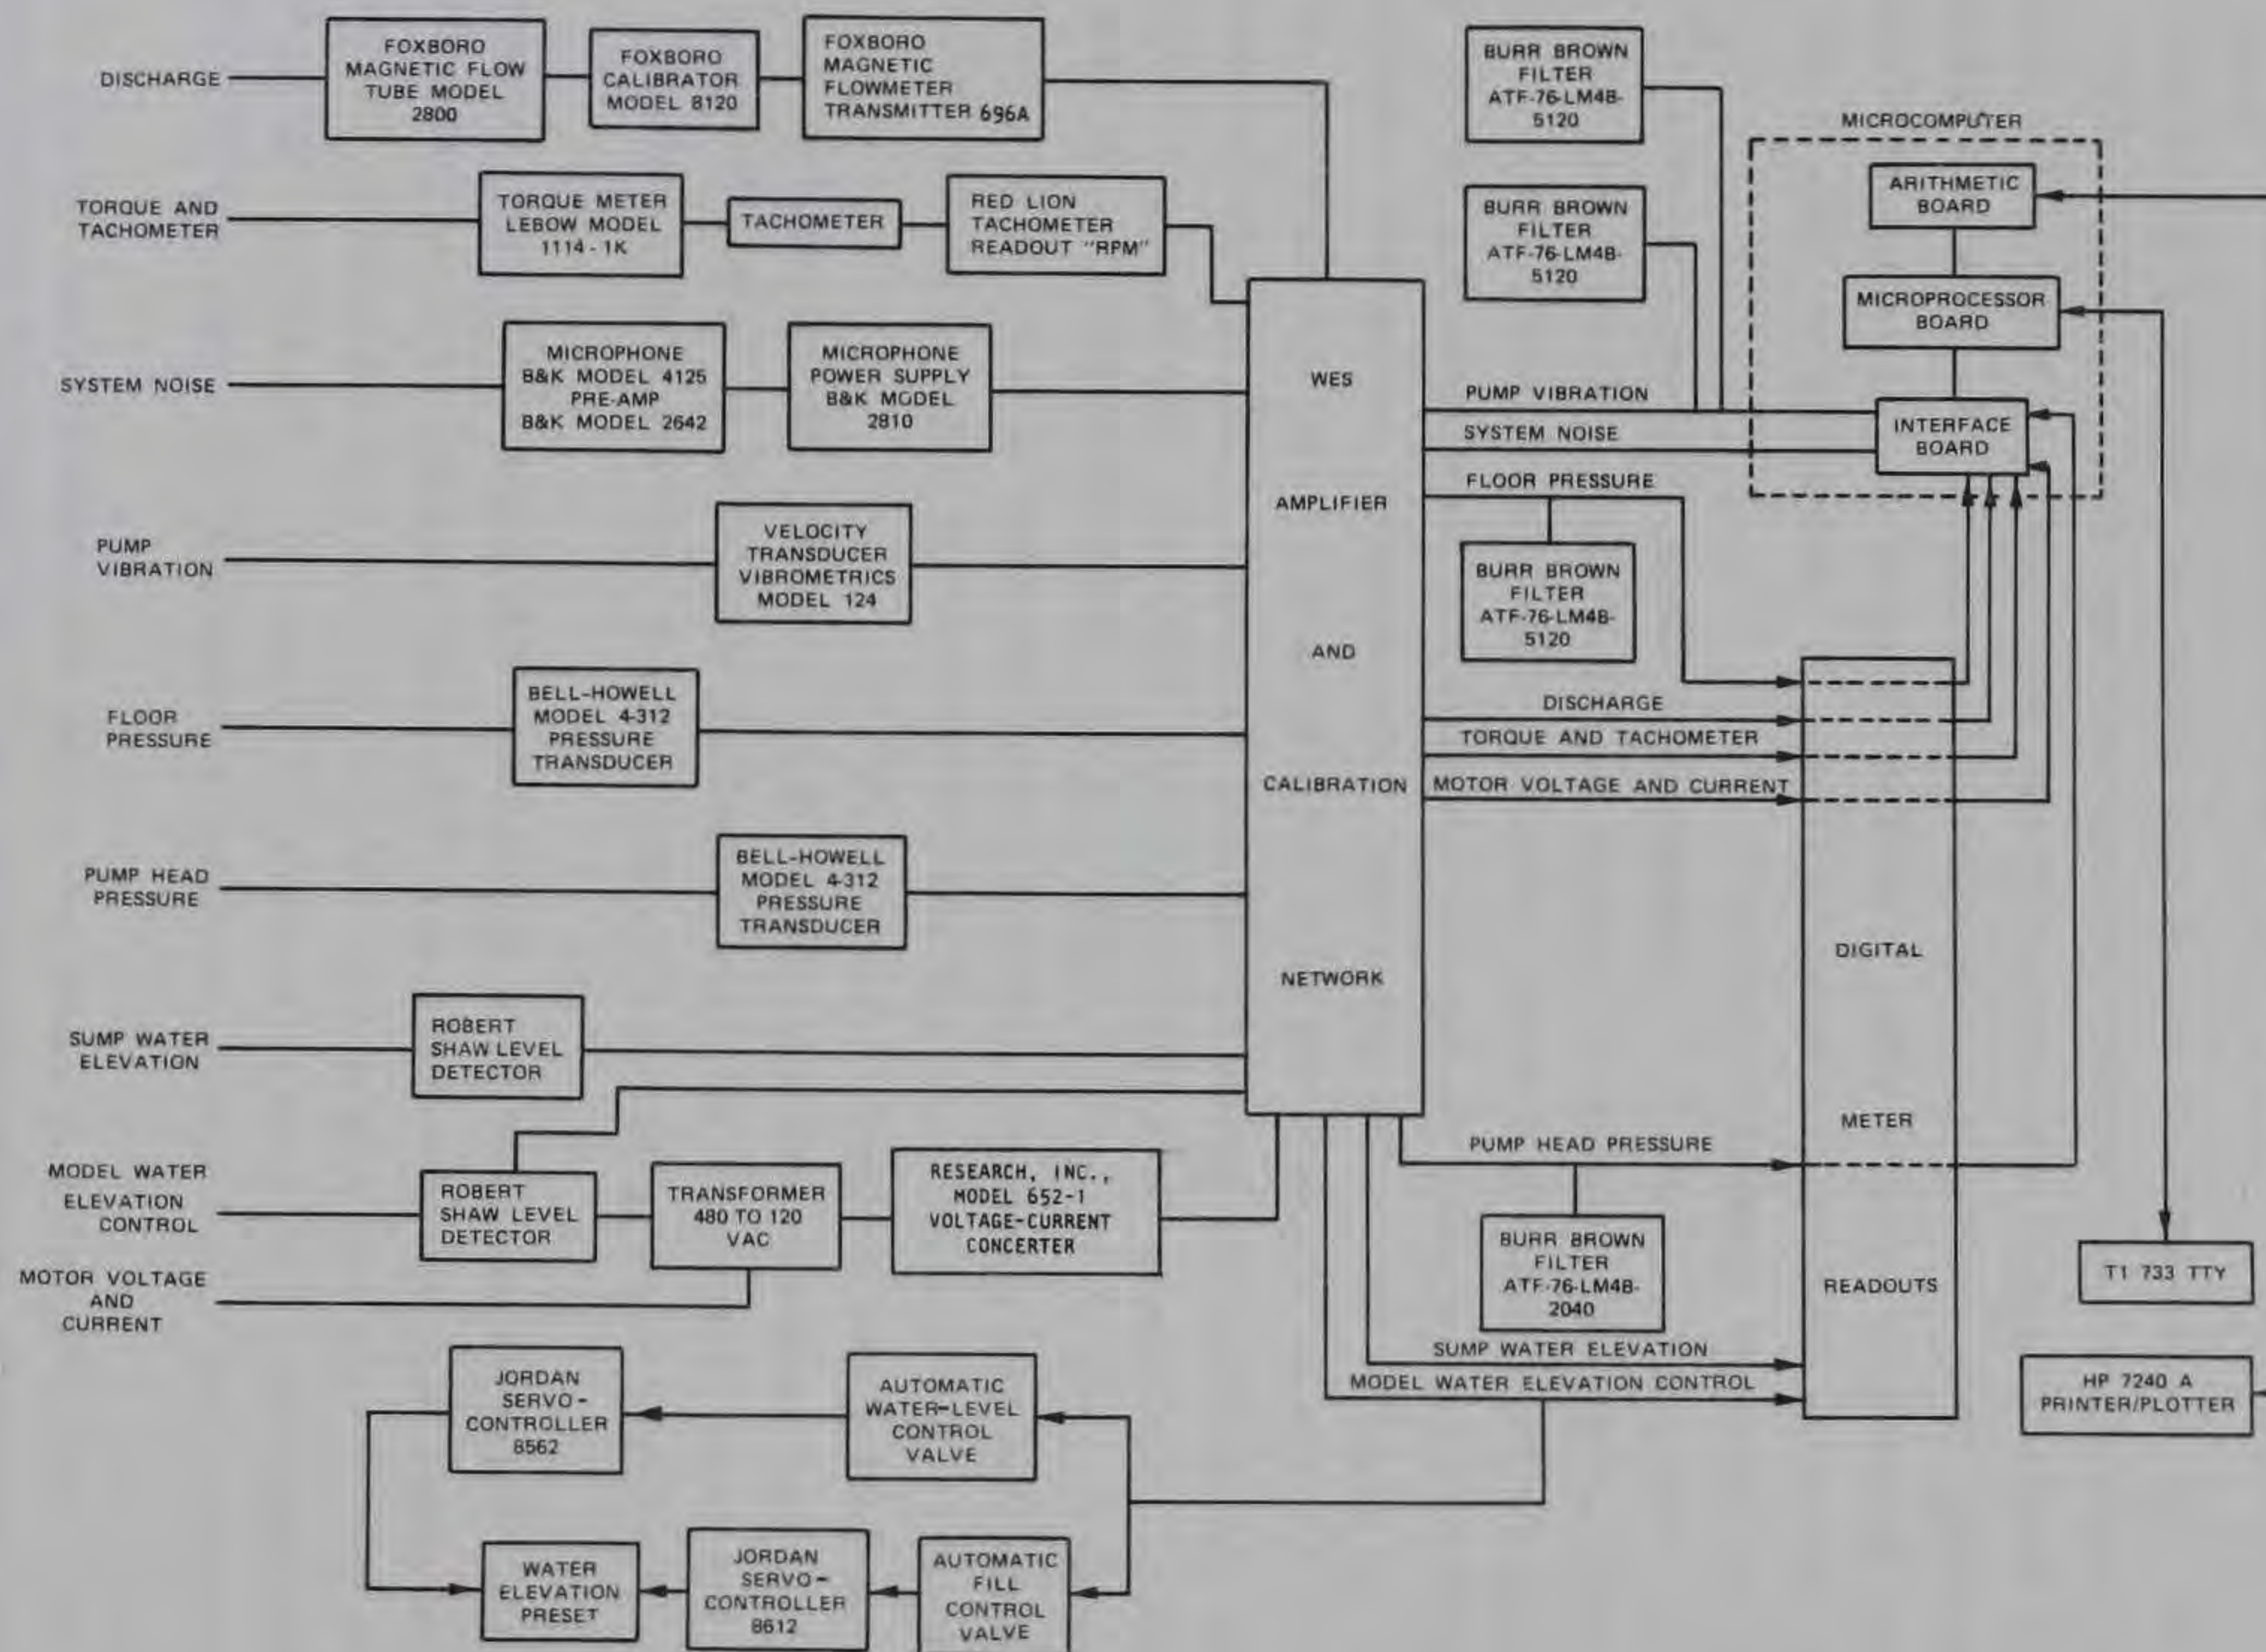 DISCHARGE
FOXBORO
MAGNETIC FLOW
TUBE MODEL
2800
FOXBORO
CALIBRATOR
MODEL 8120
FOXBORO
MAGNETIC
FLOWMETER
TRANSMITTER 696A
TORQUE AND
TACHOMETER
TORQUE METER
LEBOW MODEL
1114-1K
TACHOMETER
RED LION
TACHOMETER
READOUT "RPM"
SYSTEM NOISE
MICROPHONE
B&K MODEL 4125
PRE-AMP
B&K MODEL 2642
MICROPHONE
POWER SUPPLY
B&K MODEL
2810
PUMP
VIBRATION
VELOCITY
TRANSDUCER
VIBROMETRICS
MODEL 124
FLOOR
PRESSURE
BELL-HOWELL
MODEL 4-312
PRESSURE
TRANSDUCER
PUMP HEAD
PRESSURE
BELL-HOWELL
MODEL 4-312
PRESSURE
TRANSDUCER
SUMP WATER
ELEVATION
ROBERT
SHAW LEVEL
DETECTOR
MODEL WATER
ELEVATION
CONTROL
ROBERT
SHAW LEVEL
DETECTOR
TRANSFORMER
480 TO 120
VAC
RESEARCH, INC.,
MODEL 652-1
VOLTAGE-CURRENT
CONCERTER
MOTOR VOLTAGE
AND
CURRENT
JORDAN
SERVO-
CONTROLLER
8562
AUTOMATIC
WATER-LEVEL
CONTROL
VALVE
WATER
ELEVATION
PRESET
JORDAN
SERVO-
CONTROLLER
8612
AUTOMATIC
FILL
CONTROL
VALVE
WES
AMPLIFIER
AND
CALIBRATION
NETWORK
BURR BROWN
FILTER
ATF-76-LM4B-
5120
BURR BROWN
FILTER
ATF-76-LM4B-
5120
MICROCOMPUTER
ARITHMETIC
BOARD
MICROPROCESSOR
BOARD
INTERFACE
BOARD
PUMP VIBRATION
SYSTEM NOISE
FLOOR PRESSURE
BURR BROWN
FILTER
ATF-76-LM4B-
5120
DISCHARGE
TORQUE AND TACHOMETER
MOTOR VOLTAGE AND CURRENT
PUMP HEAD PRESSURE
BURR BROWN
FILTER
ATF-76-LM4B-
2040
SUMP WATER ELEVATION
MODEL WATER ELEVATION CONTROL
DIGITAL
METER
READOUTS
T1 733 TTY
HP 7240 A
PRINTER/PLOTTER